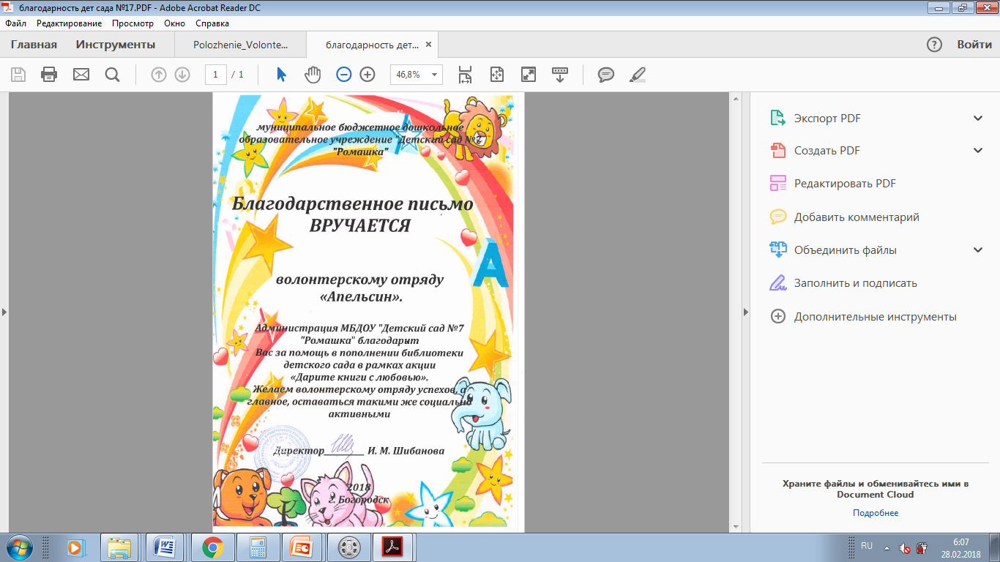 благодарность дет сада №17.PDF - Adobe Acrobat Reader DC
Файл Редактирование Просмотр Окно Справка
Главная Инструменты Polozhenie_Volonte... благодарность дет... × Войти
1 / 1 46,8%
муниципальное бюджетное дошкольное
образовательное учреждение "Детский сад №7
"Ромашка"
Благодарственное письмо
ВРУЧАЕТСЯ
А
волонтерскому отряду
«Апельсин».
Администрация МБДОУ "Детский сад №7
"Ромашка" благодарит
Вас за помощь в пополнении библиотеки
детского сада в рамках акции
«Дарите книги с любовью».
Желаем волонтерскому отряду успехов, а
главное, оставаться такими же социально
активными
Директор________ И. М. Шибанова
2018
г. Богородск
Экспорт PDF
Создать PDF
Редактировать PDF
Добавить комментарий
Объединить файлы
Заполнить и подписать
Дополнительные инструменты
Храните файлы и обменивайтесь ими в
Document Cloud
Подробнее
RU 6:07
28.02.2018